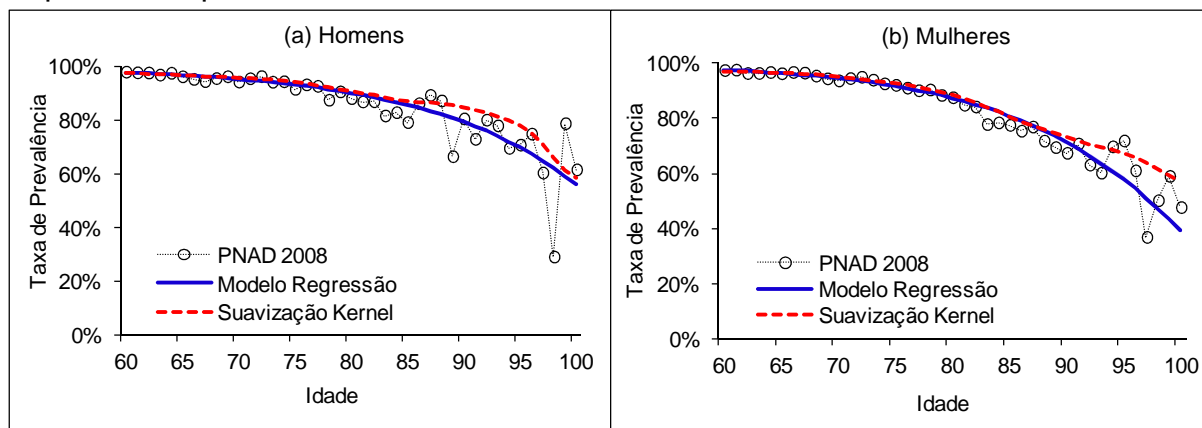 (a) Homens
100%
80%
60%
40%
20%
0%
Taxa de Prevalência
PNAD 2008
Modelo Regressão
Suavização Kernel
60 65 70 75 80 85 90 95 100
Idade
(b) Mulheres
100%
80%
60%
40%
20%
0%
Taxa de Prevalência
PNAD 2008
Modelo Regressão
Suavização Kernel
60 65 70 75 80 85 90 95 100
Idade